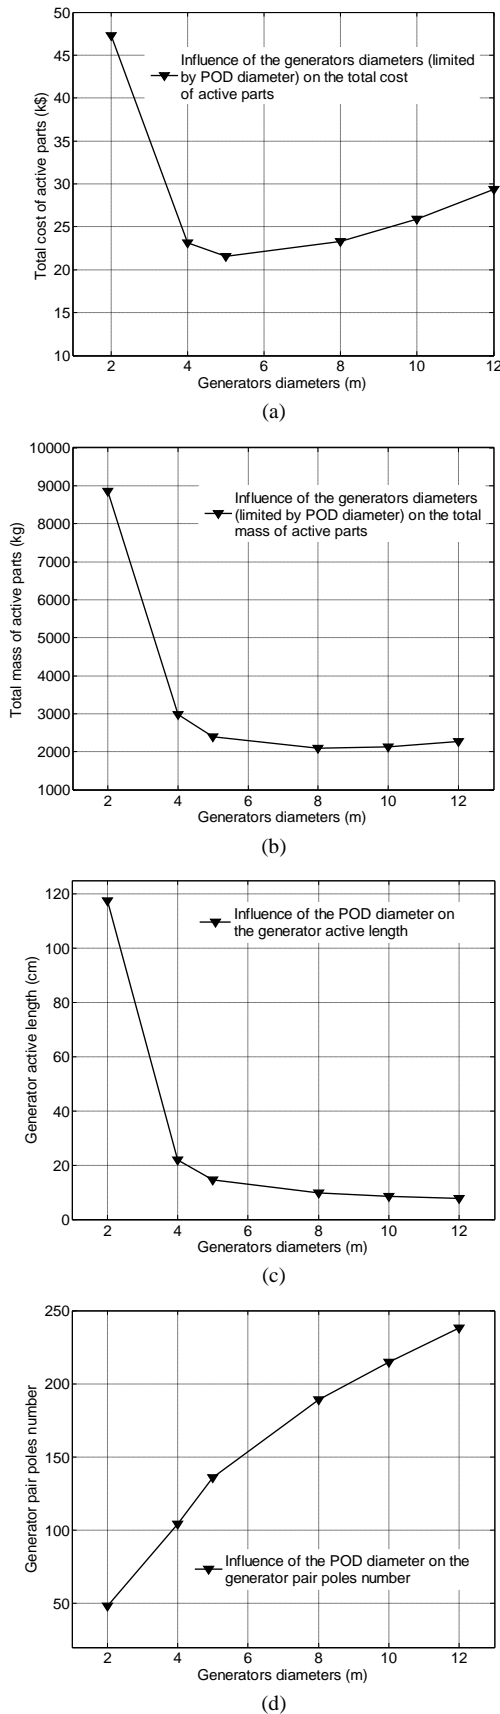 50
45
40
35
30
25
20
15
10
Total cost of active parts (k$)
Influence of the generators diameters (limited
by POD diameter) on the total cost
of active parts
2 4 6 8 10 12
Generators diameters (m)
(a)
10000
9000
8000
7000
6000
5000
4000
3000
2000
1000
Total mass of active parts (kg)
Influence of the generators diameters
(limited by POD diameter) on the total
mass of active parts
2 4 6 8 10 12
Generators diameters (m)
(b)
120
100
80
60
40
20
0
Generator active length (cm)
Influence of the POD diameter on
the generator active length
2 4 6 8 10 12
Generators diameters (m)
(c)
250
200
150
100
50
Generator pair poles number
Influence of the POD diameter on the
generator pair poles number
2 4 6 8 10 12
Generators diameters (m)
(d)